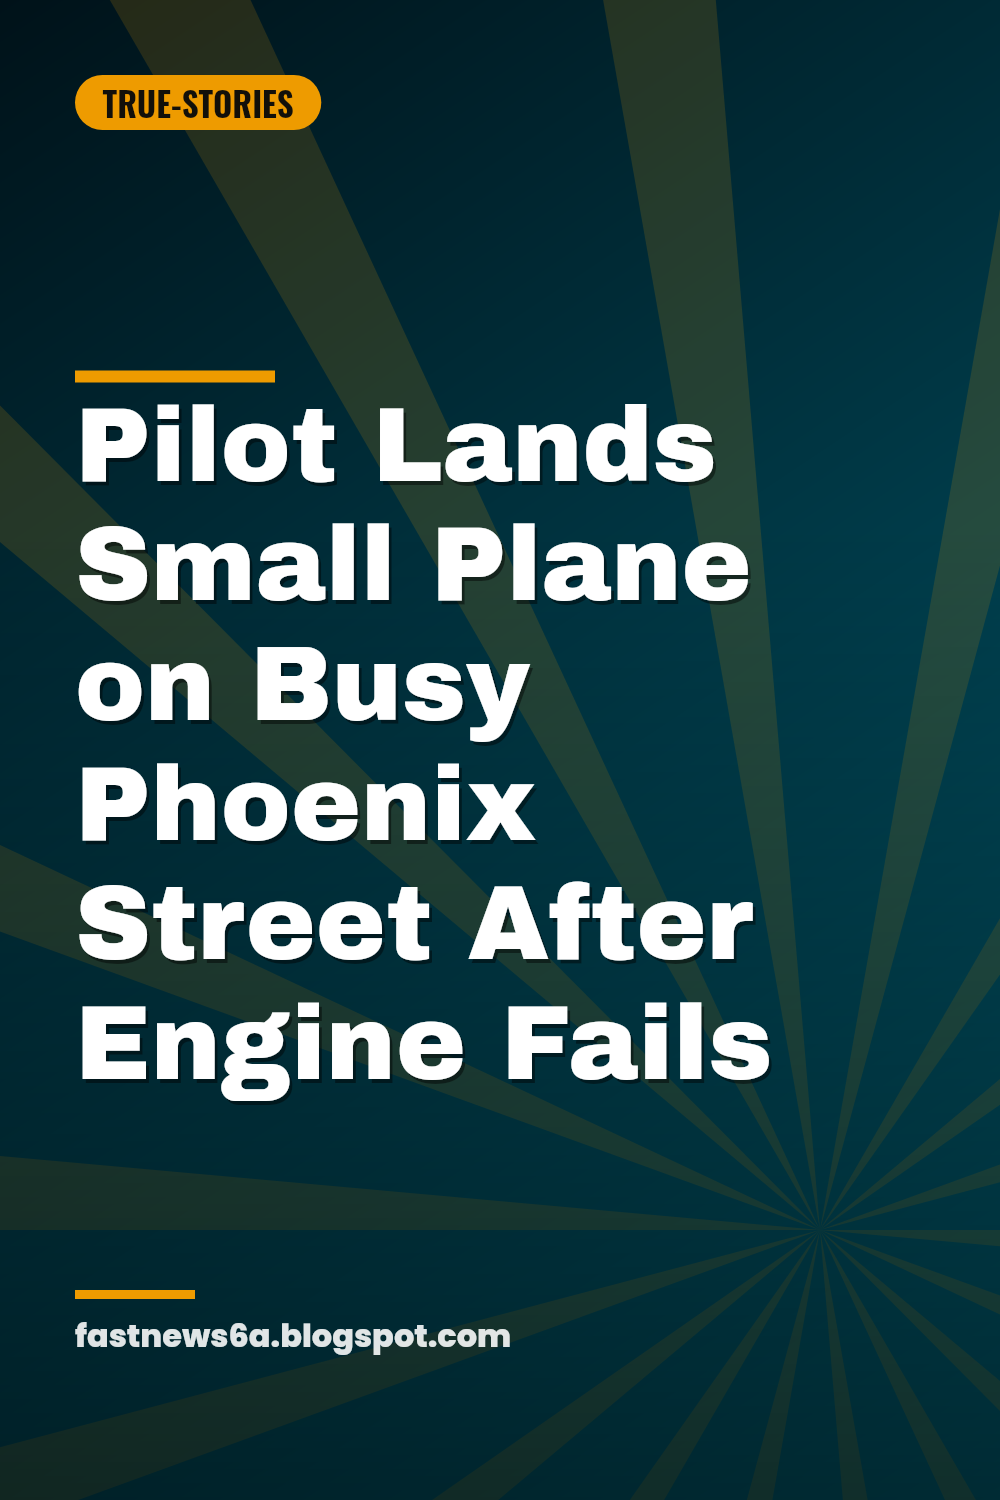 TRUE-STORIES
Pilot Lands
Small Plane
on Busy
Phoenix
Street After
Engine Fails
fastnews6a.blogspot.com